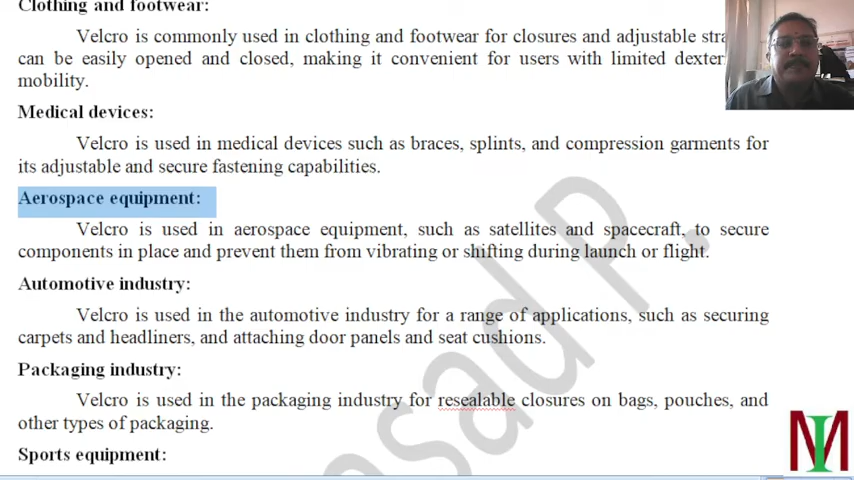 Clothing and footwear:
Velcro is commonly used in clothing and footwear for closures and adjustable
can be easily opened and closed, making it convenient for users with limited
mobility.
Medical devices:
Velcro is used in medical devices such as braces, splints, and compression garments for
its adjustable and secure fastening capabilities.
Aerospace equipment:
Velcro is used in aerospace equipment, such as satellites and spacecraft, to secure
components in place and prevent them from vibrating or shifting during launch or flight.
Automotive industry:
Velcro is used in the automotive industry for a range of applications, such as securing
carpets and headliners, and attaching door panels and seat cushions.
Packaging industry:
Velcro is used in the packaging industry for resealable closures on bags, pouches, and
other types of packaging.
Sports equipment: